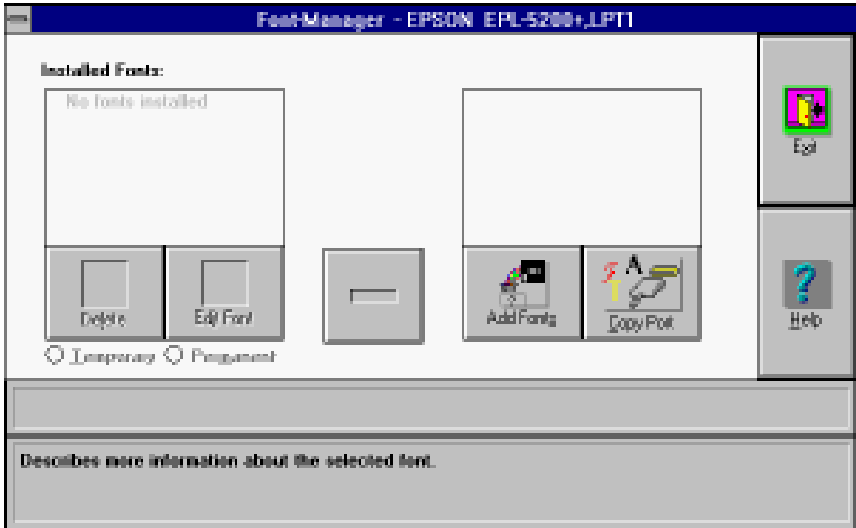 Font-Manager - EPSON EPL-5200+,LPT1
Installed Fonts:
No fonts installed
Exit
Delete
Edit Font
Add Fonts
Copy Port
Help
Temporary
Permanent
Describes more information about the selected font.